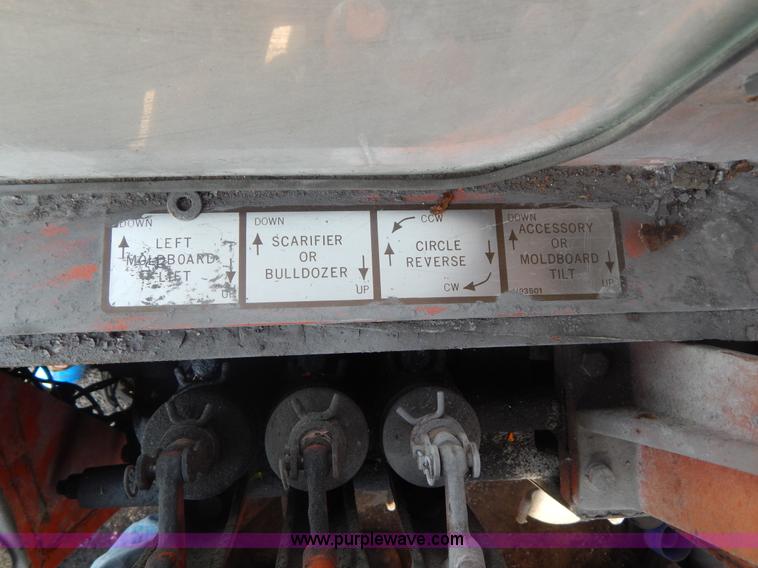 DOWN
LEFT
MOLDBOARD
LIFT
UP
DOWN
SCARIFIER
OR
BULLDOZER
UP
CCW
CIRCLE
REVERSE
CW
DOWN
ACCESSORY
OR
MOLDBOARD
TILT
UP
www.purplewave.com